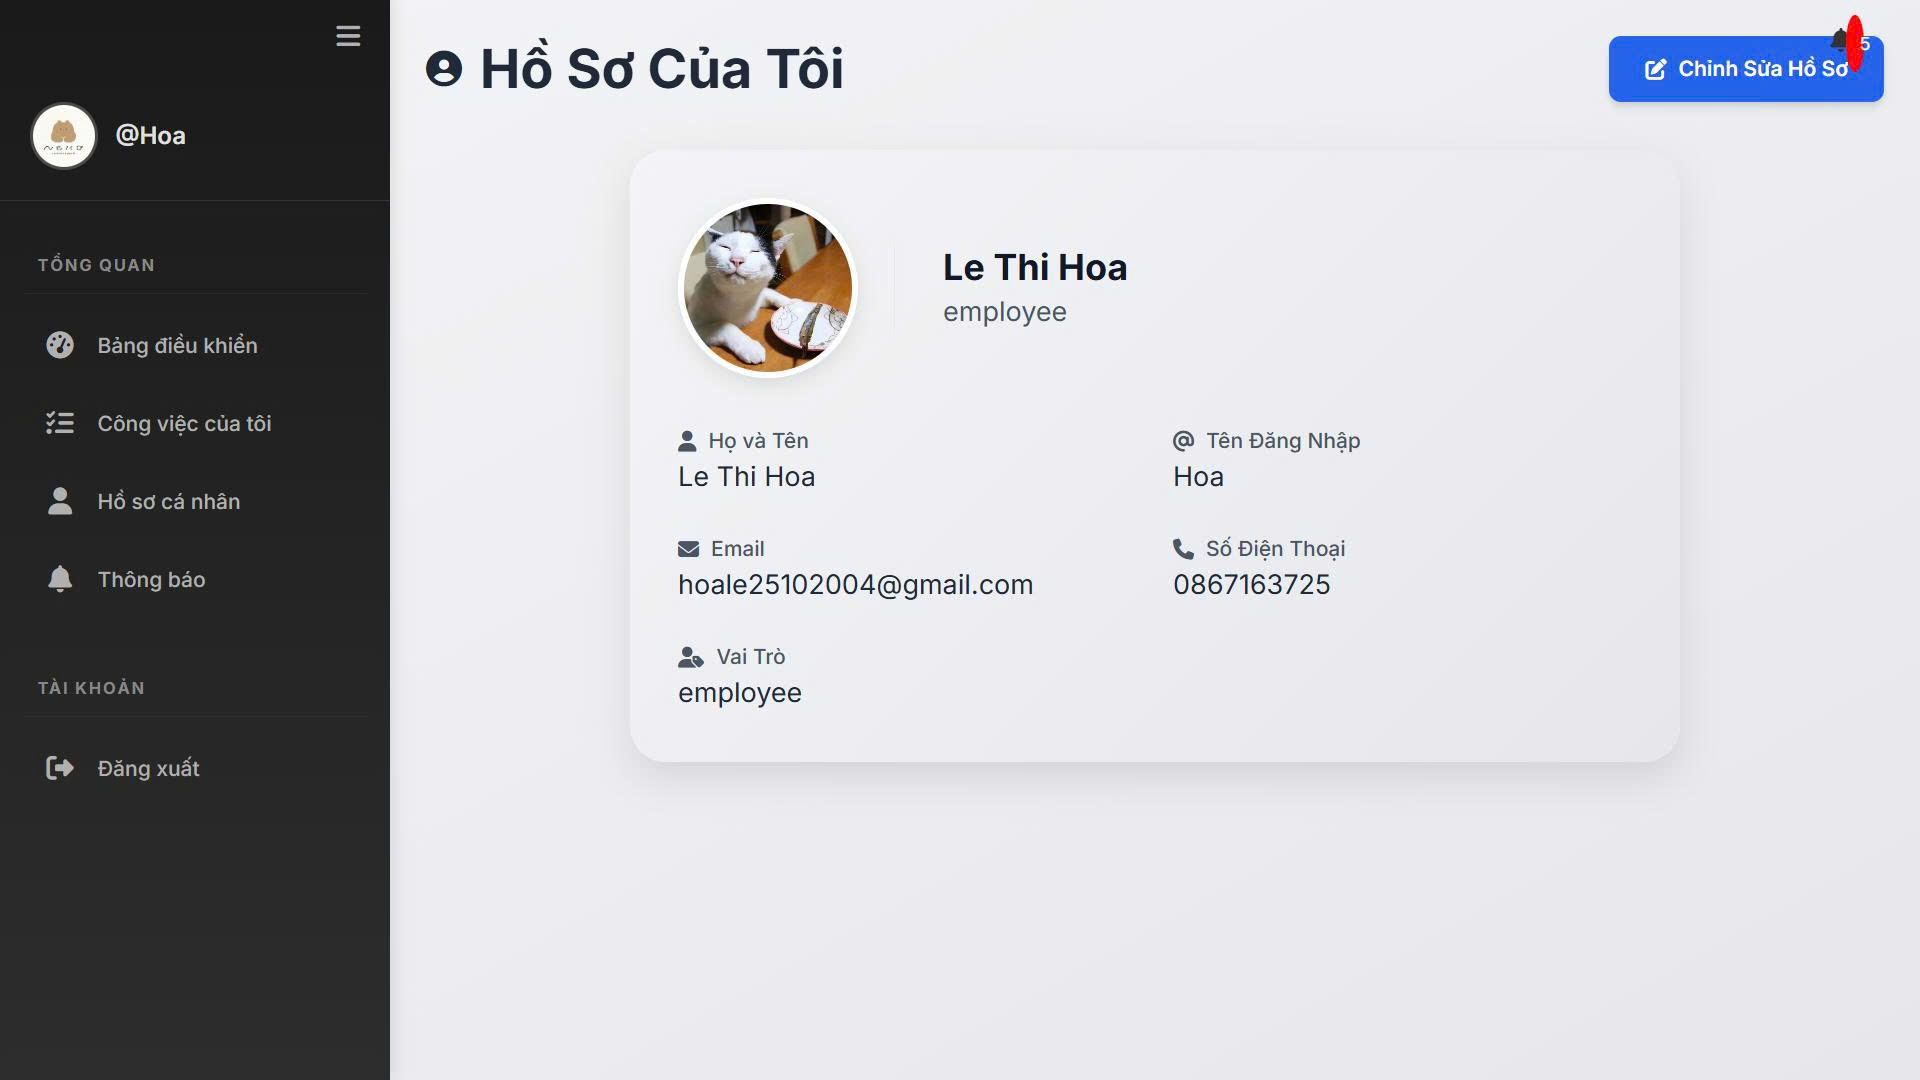 @Hoa
TỔNG QUAN
Bảng điều khiển
Công việc của tôi
Hồ sơ cá nhân
Thông báo
TÀI KHOẢN
Đăng xuất
Hồ Sơ Của Tôi
Chỉnh Sửa Hồ Sơ
5
Le Thi Hoa
employee
Họ và Tên
Le Thi Hoa
Tên Đăng Nhập
Hoa
Email
hoale25102004@gmail.com
Số Điện Thoại
0867163725
Vai Trò
employee